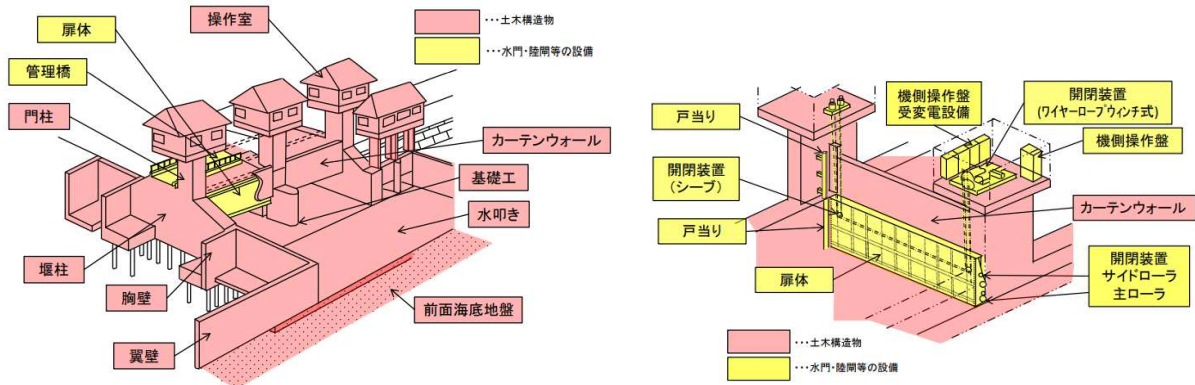 操作室
・・・土木構造物
・・・水門・陸閘等の設備
扉体
管理橋
門柱
カーテンウォール
基礎工
水叩き
堰柱
胸壁
前面海底地盤
翼壁
機側操作盤
受変電設備
開閉装置
(ワイヤーロープウィンチ式)
戸当り
機側操作盤
開閉装置
(シーブ)
カーテンウォール
戸当り
扉体
開閉装置
サイドローラ
主ローラ
・・・土木構造物
・・・水門・陸閘等の設備